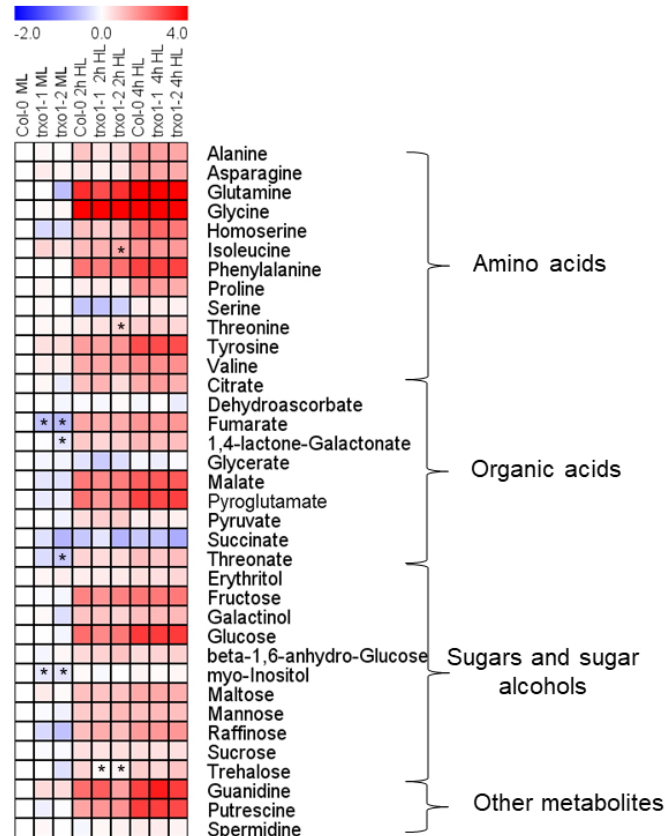 -2.0 0.0 4.0
Col-0 ML
trxo1-1 ML
trxo1-2 ML
Col-0 2h HL
trxo1-1 2h HL
trxo1-2 2h HL
Col-0 4h HL
trxo1-1 4h HL
trxo1-2 4h HL
Alanine
Asparagine
Glutamine
Glycine
Homoserine
* Isoleucine
Phenylalanine
Proline
Serine
* Threonine
Tyrosine
Valine
Amino acids
Citrate
Dehydroascorbate
* * Fumarate
* 1,4-lactone-Galactonate
Glycerate
Malate
Pyroglutamate
Pyruvate
Succinate
* Threonate
Organic acids
Erythritol
Fructose
Galactinol
Glucose
beta-1,6-anhydro-Glucose
* * myo-Inositol
Maltose
Mannose
Raffinose
Sucrose
* * Trehalose
Sugars and sugar
alcohols
Guanidine
Putrescine
Spermidine
Other metabolites